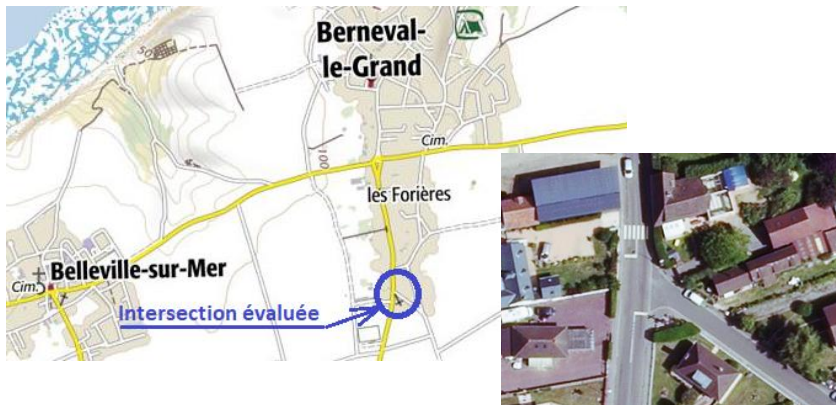 Berneval-
le-Grand
50
Cim.
100
les Forières
Belleville-sur-Mer
Cim.
Intersection évaluée